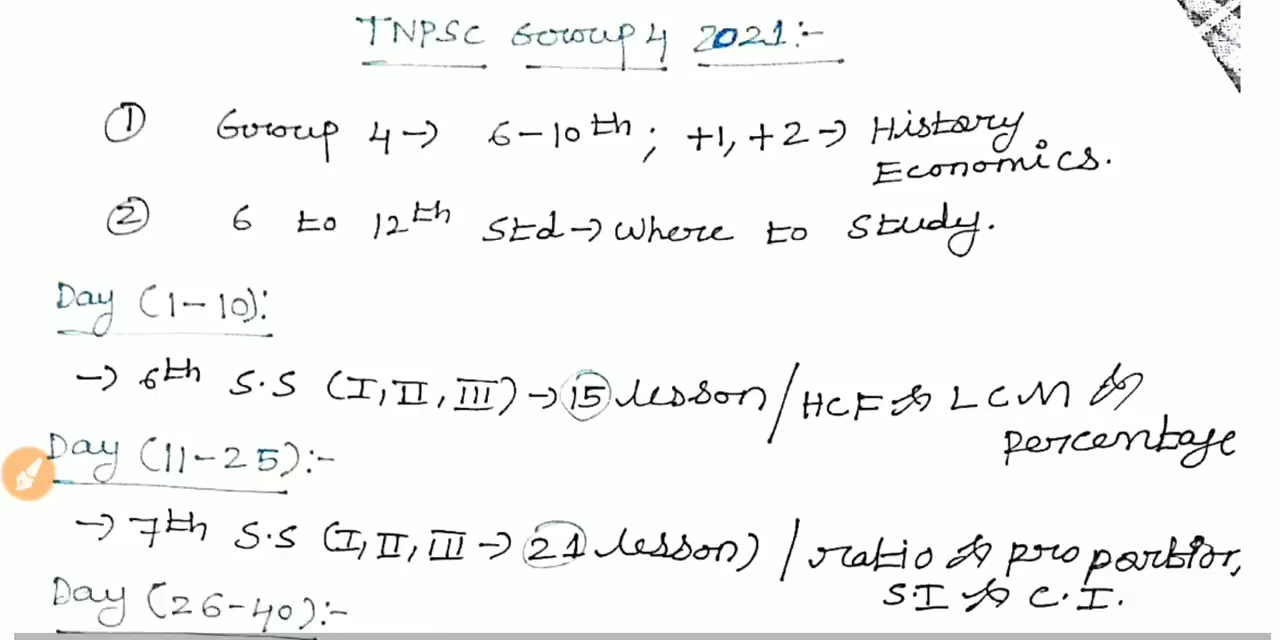 TNPSC Group 4 2021:-
① Group 4 → 6-10th; +1, +2 → History
Economics.
② 6 to 12th Std → Where to Study.
Day (1-10):
→ 6th S.S (I, II, III) → 15 lesson / HCF & LCM &
percentage
Day (11-25):-
→ 7th S.S (I, II, III → 21 lesson) / ratio & proportion,
S.I & C.I.
Day (26-40):-